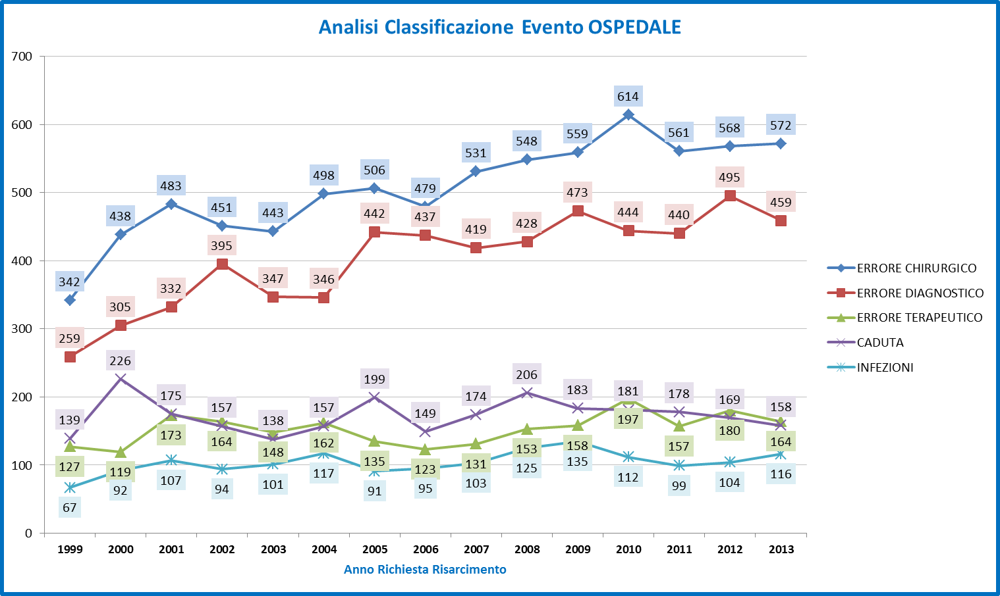 Analisi Classificazione Evento OSPEDALE
700
600
500
400
300
200
100
0
342 438 483 451 443 498 506 479 531 548 559 614 561 568 572
259 305 332 395 347 346 442 437 419 428 473 444 440 495 459
139 226 175 157 138 157 199 149 174 206 183 181 178 169 158
127 119 173 164 148 162 135 123 131 153 158 197 157 180 164
67 92 107 94 101 117 91 95 103 125 135 112 99 104 116
1999 2000 2001 2002 2003 2004 2005 2006 2007 2008 2009 2010 2011 2012 2013
Anno Richiesta Risarcimento
ERRORE CHIRURGICO
ERRORE DIAGNOSTICO
ERRORE TERAPEUTICO
CADUTA
INFEZIONI